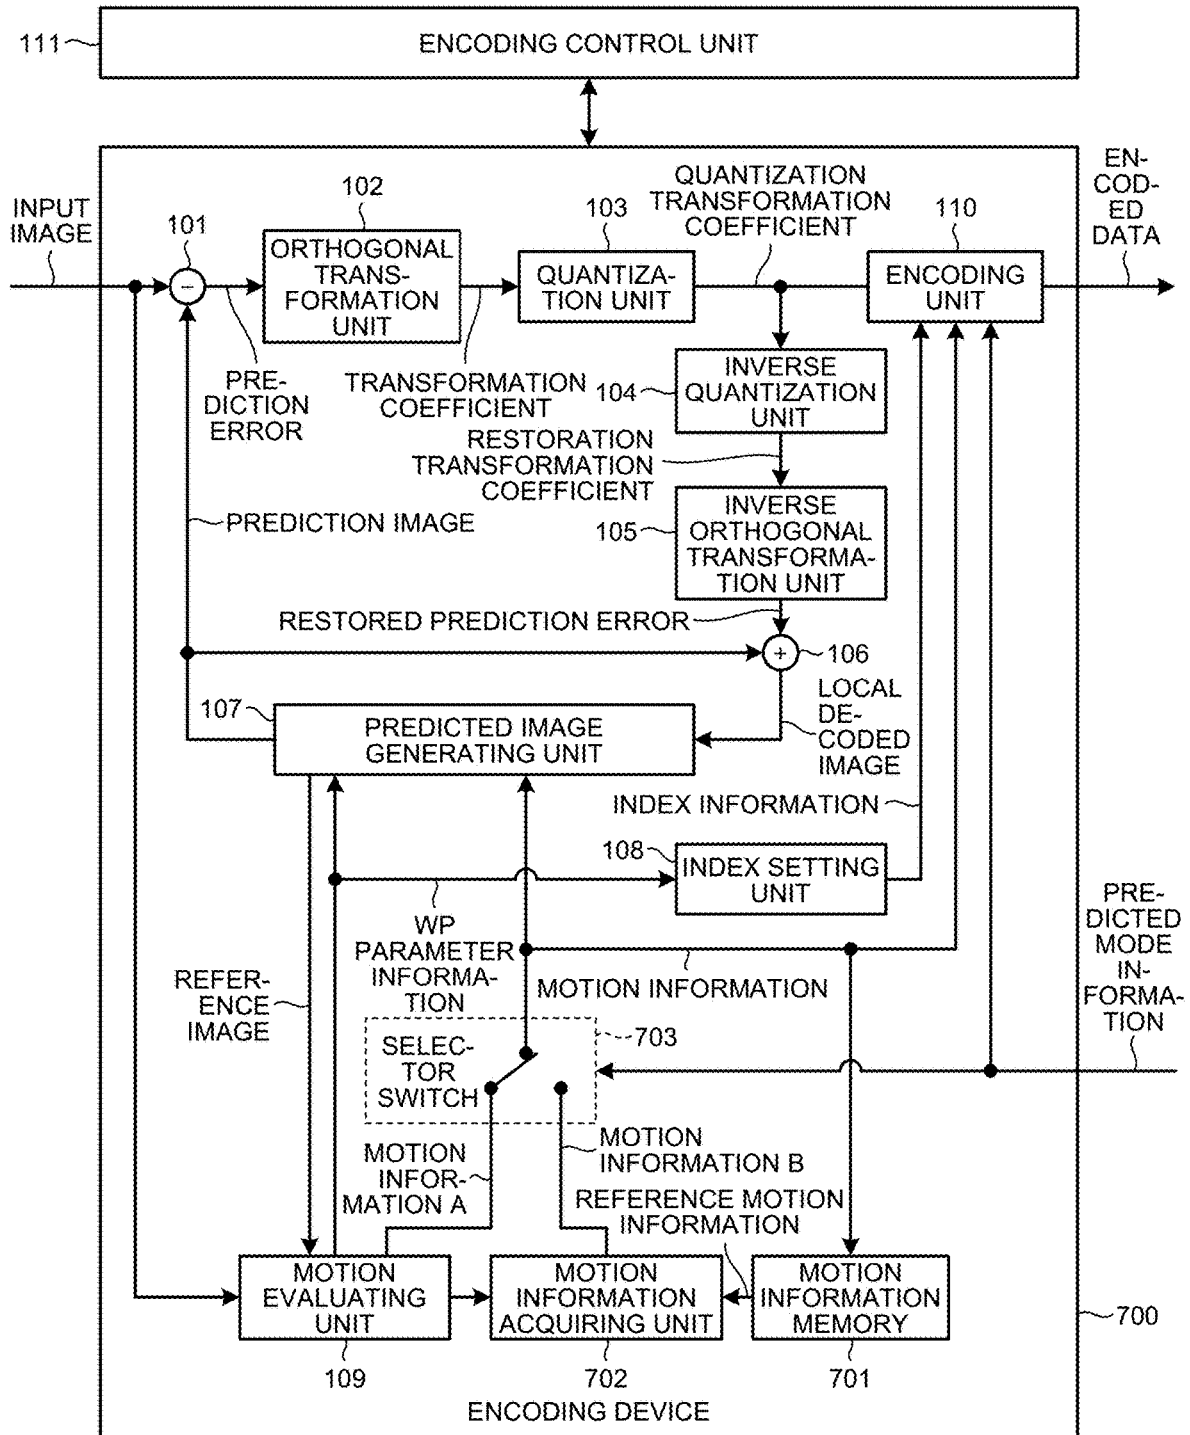 111
ENCODING CONTROL UNIT
INPUT
IMAGE
101
102
ORTHOGONAL
TRANS-
FORMATION
UNIT
103
QUANTIZA-
TION UNIT
QUANTIZATION
TRANSFORMATION
COEFFICIENT
110
ENCODING
UNIT
EN-
COD-
ED
DATA
−
PRE-
DICTION
ERROR
TRANSFORMATION
COEFFICIENT
104
INVERSE
QUANTIZATION
UNIT
RESTORATION
TRANSFORMATION
COEFFICIENT
PREDICTION IMAGE
105
INVERSE
ORTHOGONAL
TRANSFORMA-
TION UNIT
RESTORED PREDICTION ERROR
+
106
107
PREDICTED IMAGE
GENERATING UNIT
LOCAL
DE-
CODED
IMAGE
INDEX INFORMATION
108
INDEX SETTING
UNIT
WP
PARAMETER
INFORMA-
TION
MOTION INFORMATION
PRE-
DICTED
MODE
IN-
FORMA-
TION
REFER-
ENCE
IMAGE
SELEC-
TOR
SWITCH
703
MOTION
INFOR-
MATION A
MOTION
INFORMATION B
REFERENCE MOTION
INFORMATION
MOTION
EVALUATING
UNIT
MOTION
INFORMATION
ACQUIRING UNIT
MOTION
INFORMATION
MEMORY
700
109
702
701
ENCODING DEVICE